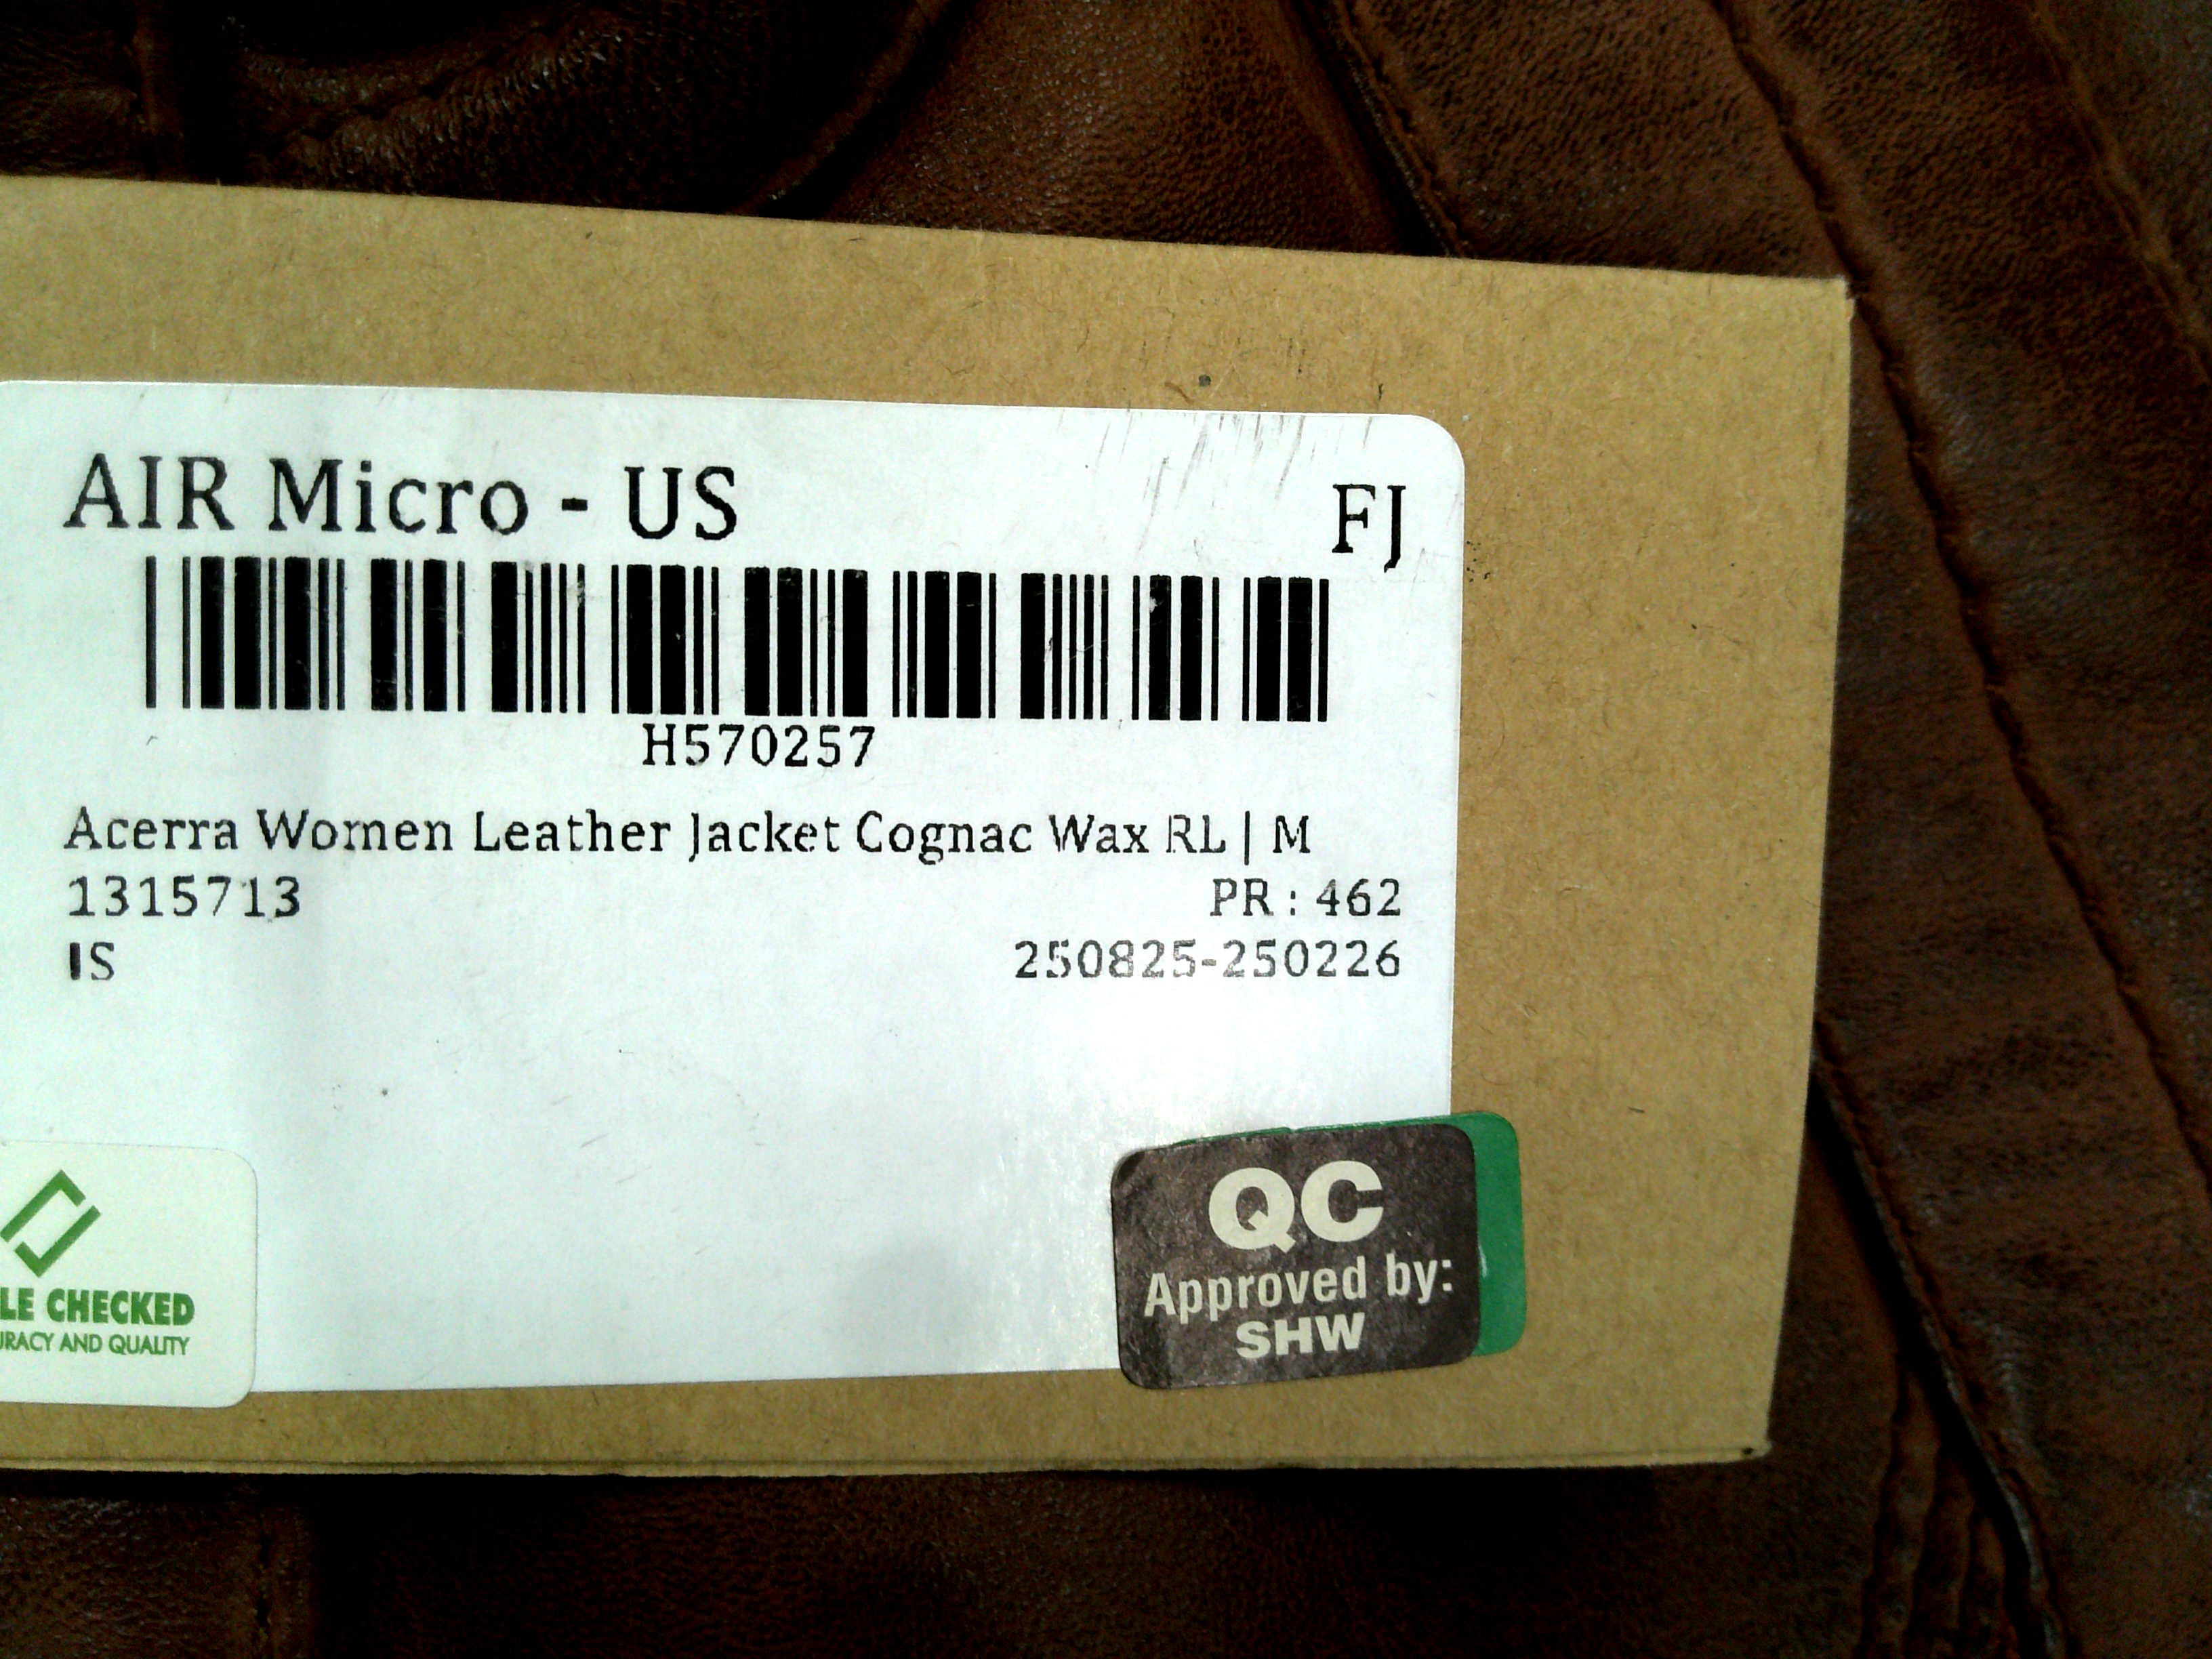 AIR Micro - US FJ
H570257
Acerra Women Leather Jacket Cognac Wax RL | M
1315713 PR : 462
IS 250825-250226
LE CHECKED
AND QUALITY
QC
Approved by:
SHW